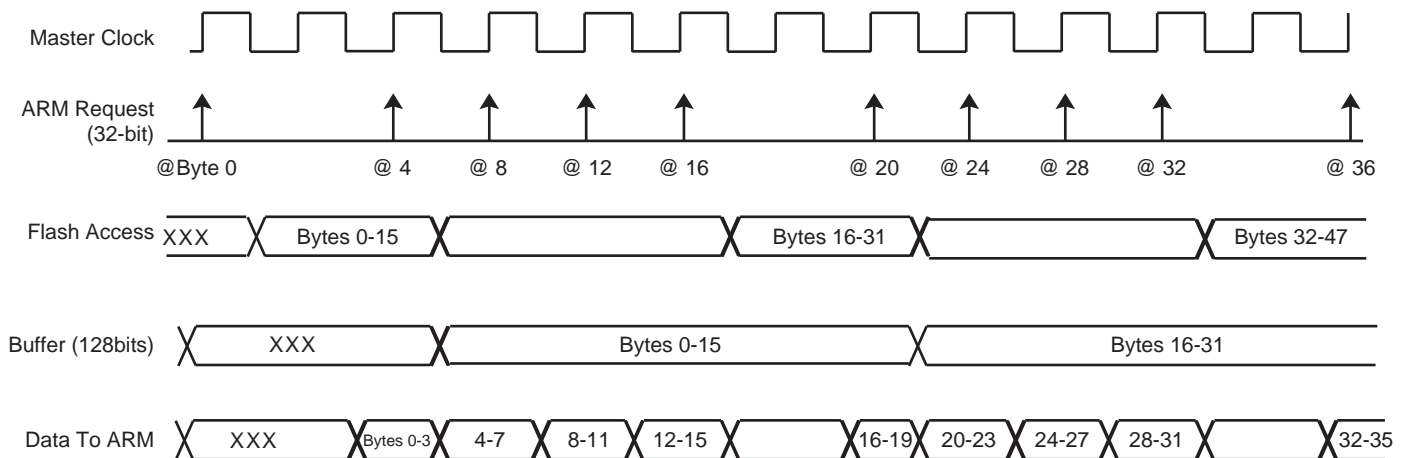 Master Clock
ARM Request
(32-bit)
@Byte 0 @ 4 @ 8 @ 12 @ 16 @ 20 @ 24 @ 28 @ 32 @ 36
Flash Access XXX Bytes 0-15 Bytes 16-31 Bytes 32-47
Buffer (128bits) XXX Bytes 0-15 Bytes 16-31
Data To ARM XXX Bytes 0-3 4-7 8-11 12-15 16-19 20-23 24-27 28-31 32-35